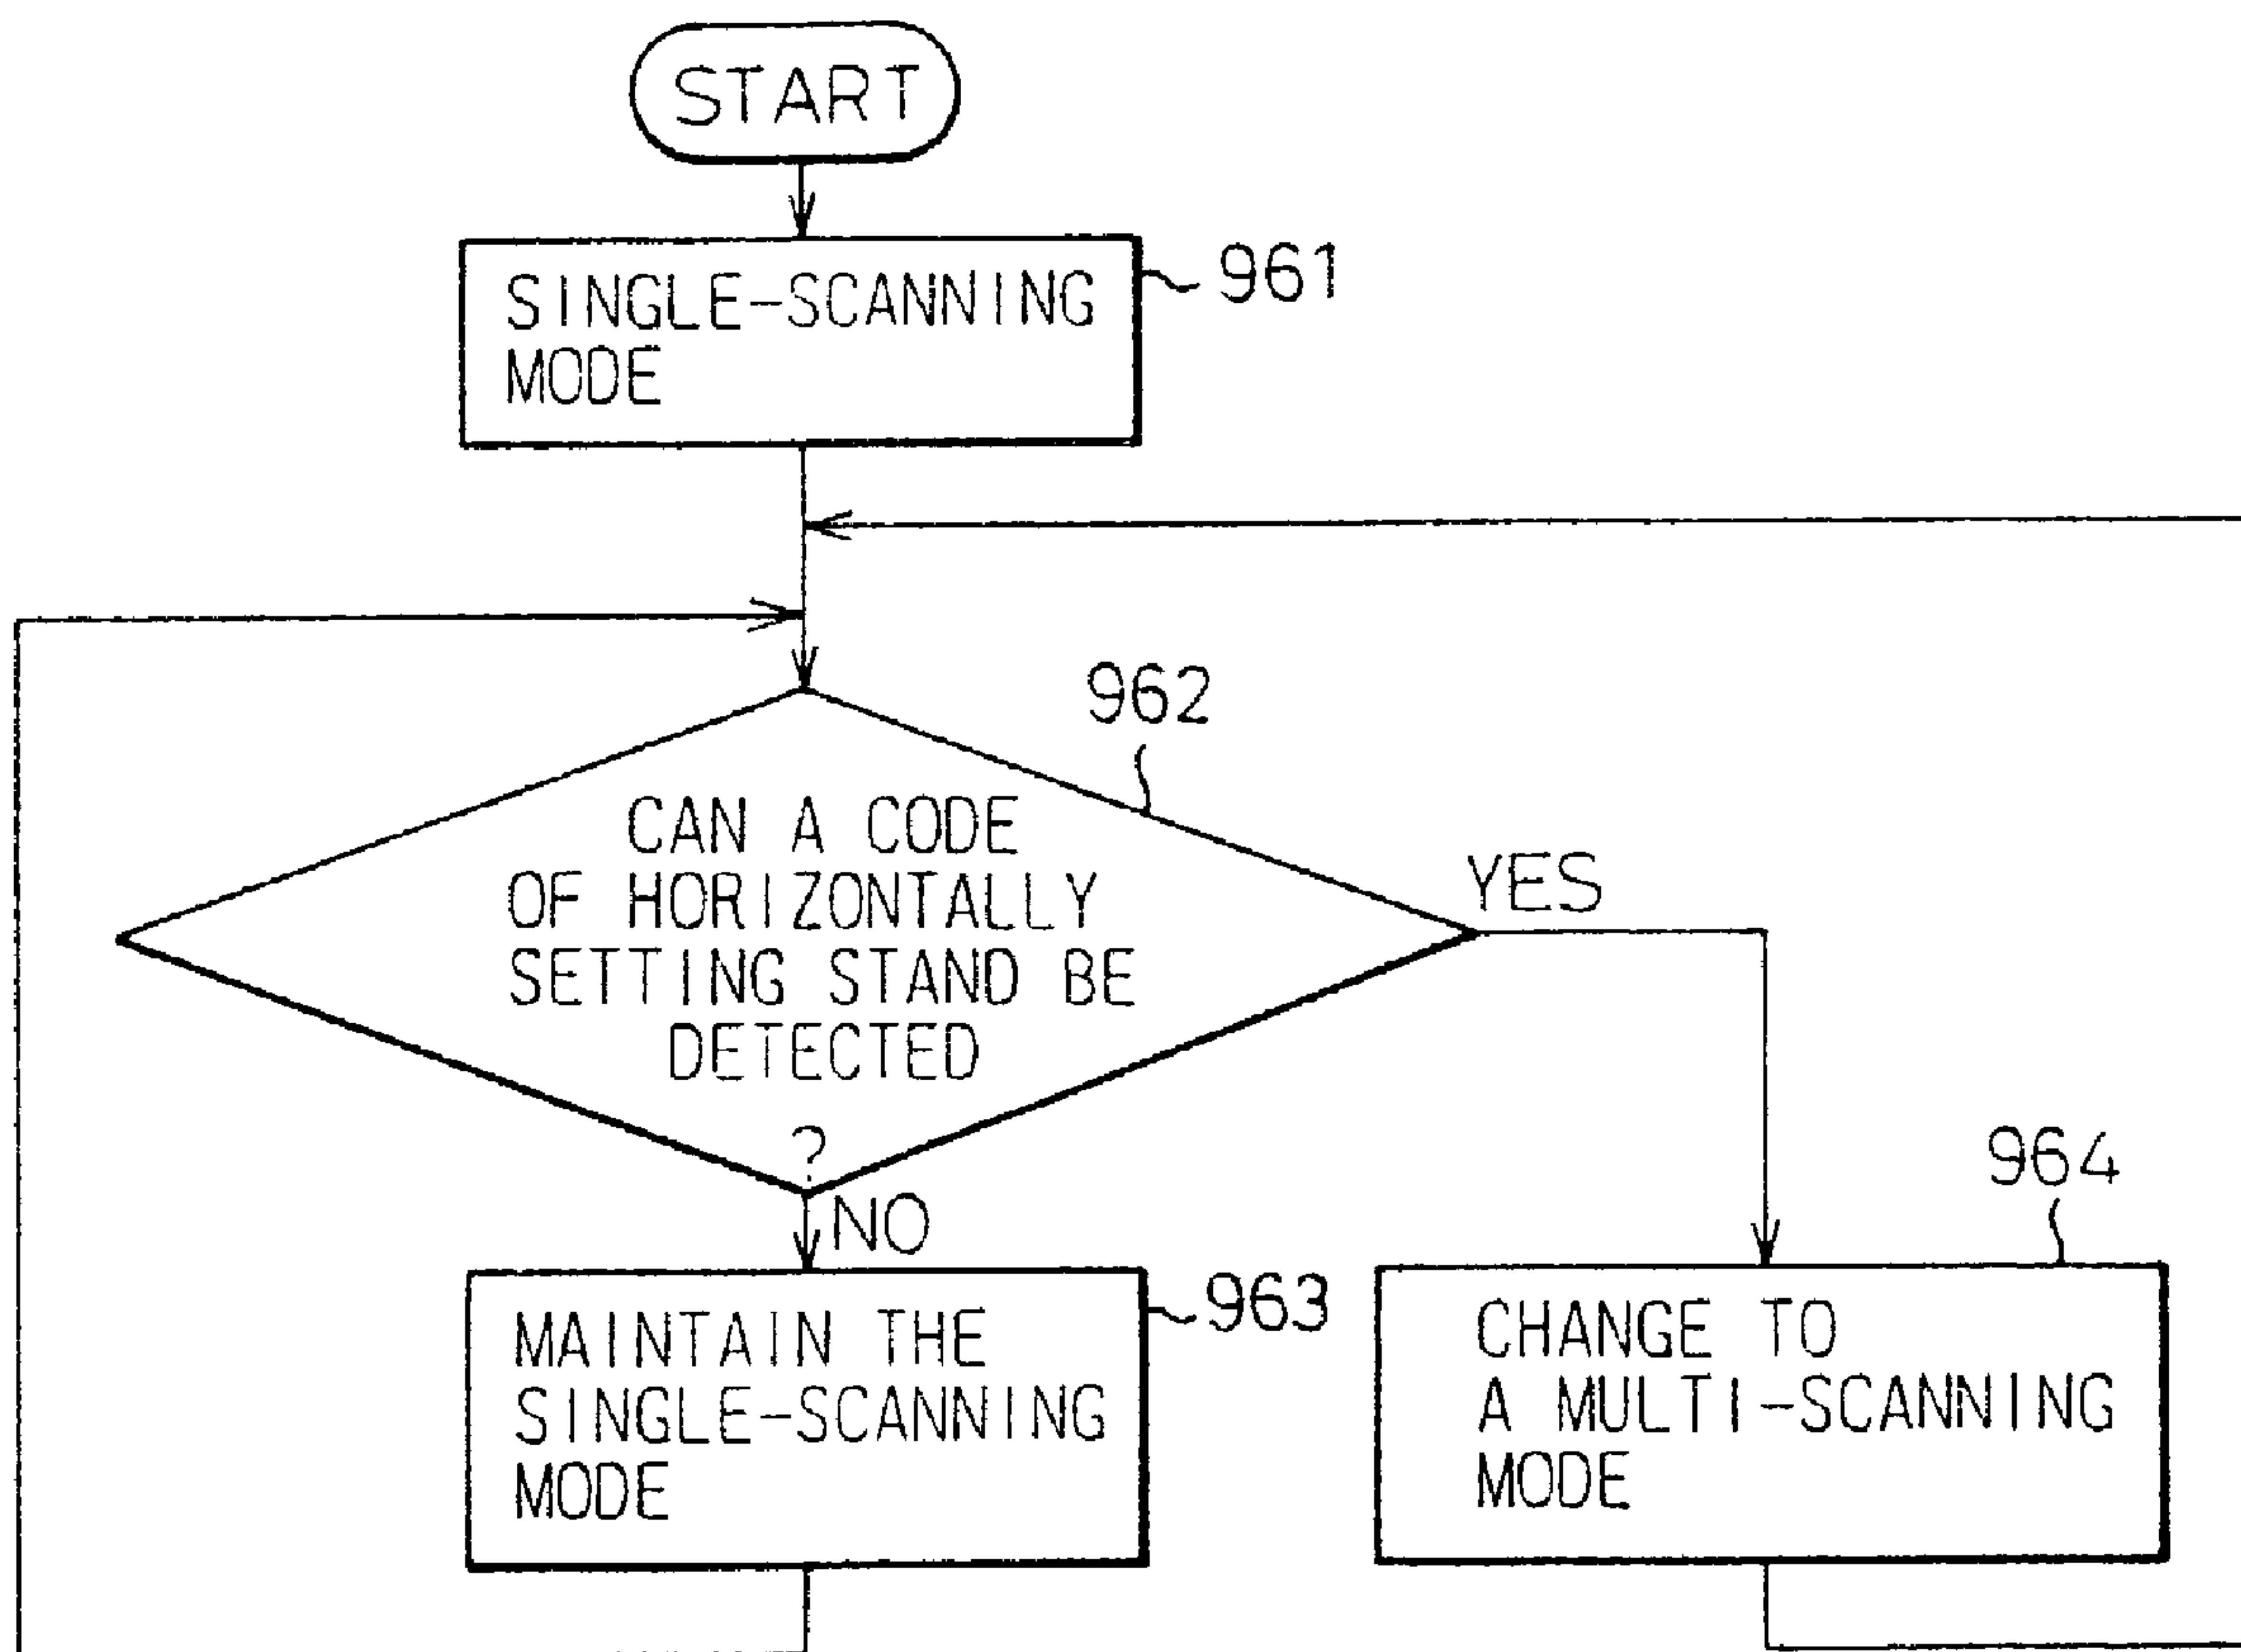 START
SINGLE-SCANNING
MODE
961
962
CAN A CODE
OF HORIZONTALLY
SETTING STAND BE
DETECTED
?
YES
NO
963
MAINTAIN THE
SINGLE-SCANNING
MODE
964
CHANGE TO
A MULTI-SCANNING
MODE